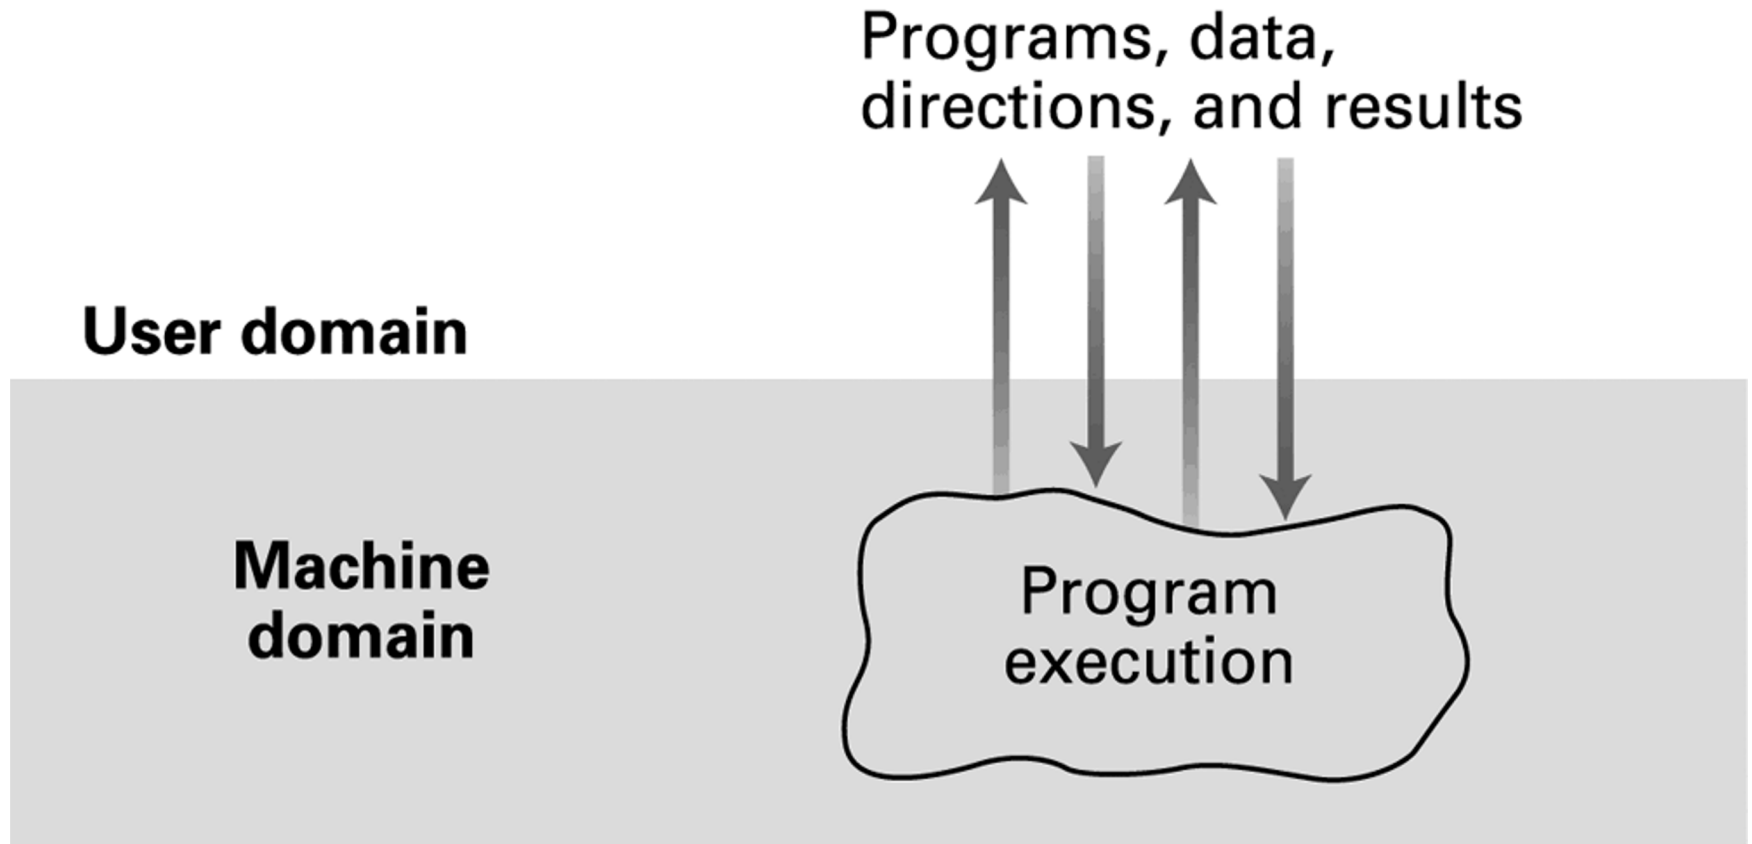 Programs, data,
directions, and results
User domain
Machine
domain
Program
execution